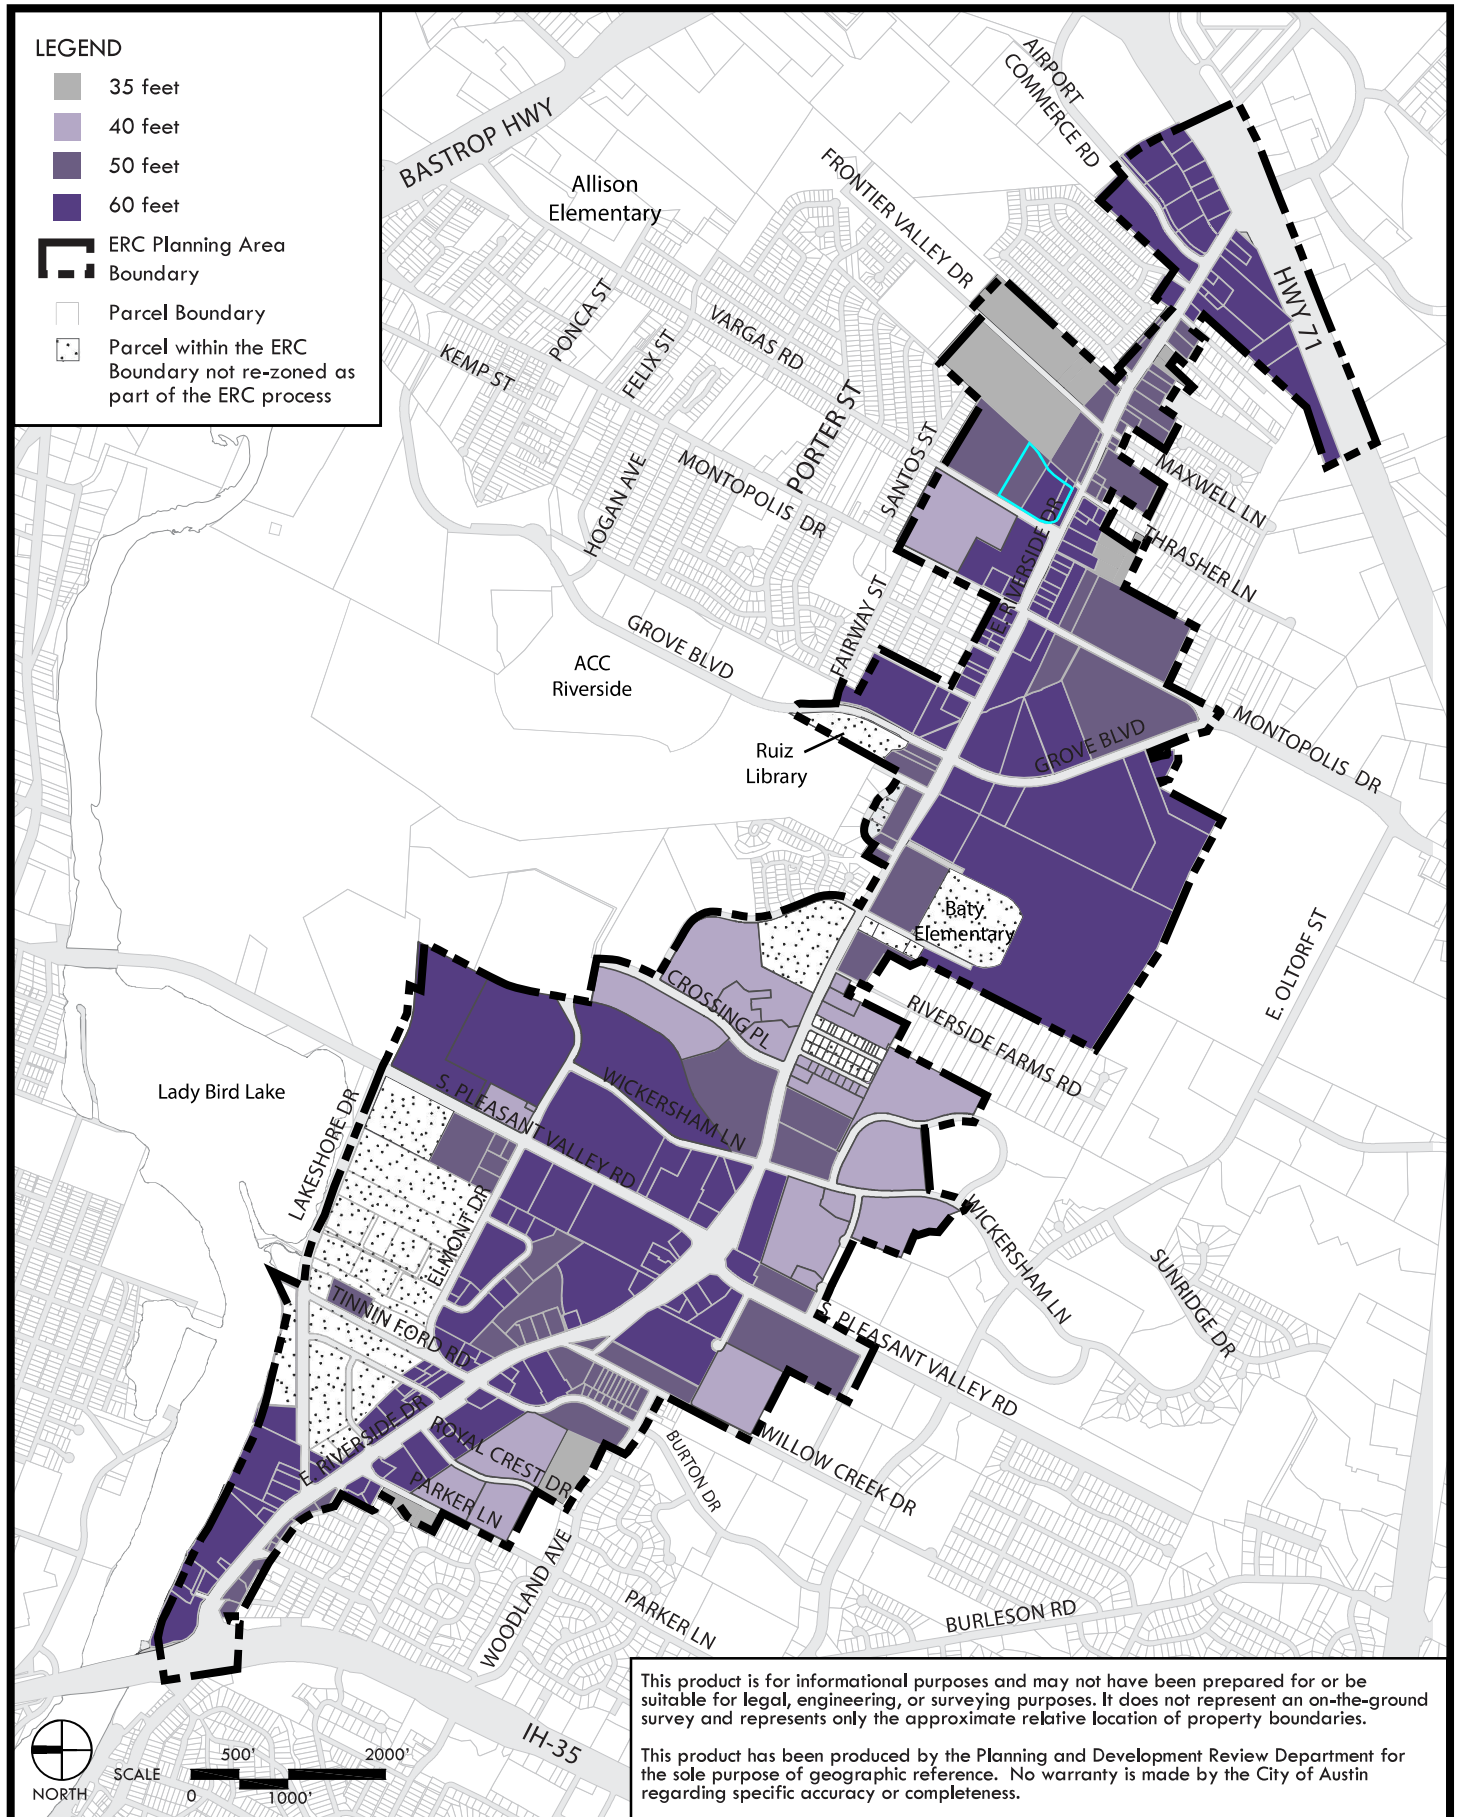 LEGEND
35 feet
40 feet
50 feet
60 feet
ERC Planning Area
Boundary
Parcel Boundary
Parcel within the ERC
Boundary not re-zoned as
part of the ERC process
BASTROP HWY
AIRPORT
COMMERCE RD
Allison
Elementary
FRONTIER VALLEY DR
HWY 71
PONCA ST
VARGAS RD
FELIX ST
KEMP ST
PORTER ST
SANTOS ST
MONTOPOLIS DR
HOGAN AVE
MAXWELL LN
THRASHER LN
E. RIVERSIDE DR
FAIRWAY ST
GROVE BLVD
ACC
Riverside
Ruiz
Library
GROVE BLVD
MONTOPOLIS DR
Baty
Elementary
E. OLTORF ST
CROSSING PL
RIVERSIDE FARMS RD
Lady Bird Lake
LAKESHORE DR
S. PLEASANT VALLEY RD
WICKERSHAM LN
ELMONT DR
WICKERSHAM LN
SUNRIDGE DR
TINNIN FORD RD
S. PLEASANT VALLEY RD
E. RIVERSIDE DR
ROYAL CREST DR
PARKER LN
BURTON DR
WILLOW CREEK DR
WOODLAND AVE
PARKER LN
BURLESON RD
IH-35
NORTH
SCALE
500'
2000'
0
1000'
This product is for informational purposes and may not have been prepared for or be
suitable for legal, engineering, or surveying purposes. It does not represent an on-the-ground
survey and represents only the approximate relative location of property boundaries.
This product has been produced by the Planning and Development Review Department for
the sole purpose of geographic reference. No warranty is made by the City of Austin
regarding specific accuracy or completeness.